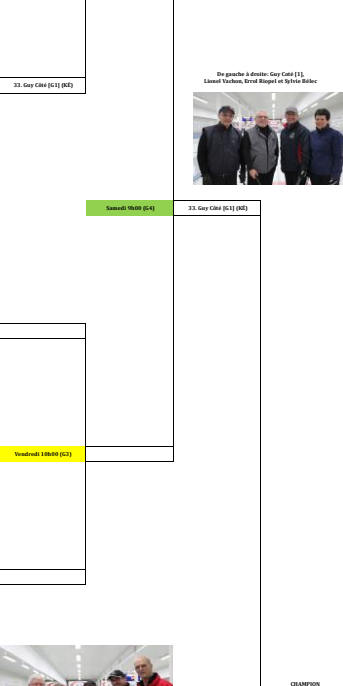 De gauche à droite: Guy Coté [1],
Lionel Vachon, Errol Riopel et Sylvie Bélec
33. Guy Côté [G1] (KÉ)
Samedi 9h00 (G4)
33. Guy Côté [G1] (KÉ)
Vendredi 10h00 (G3)
CHAMPION